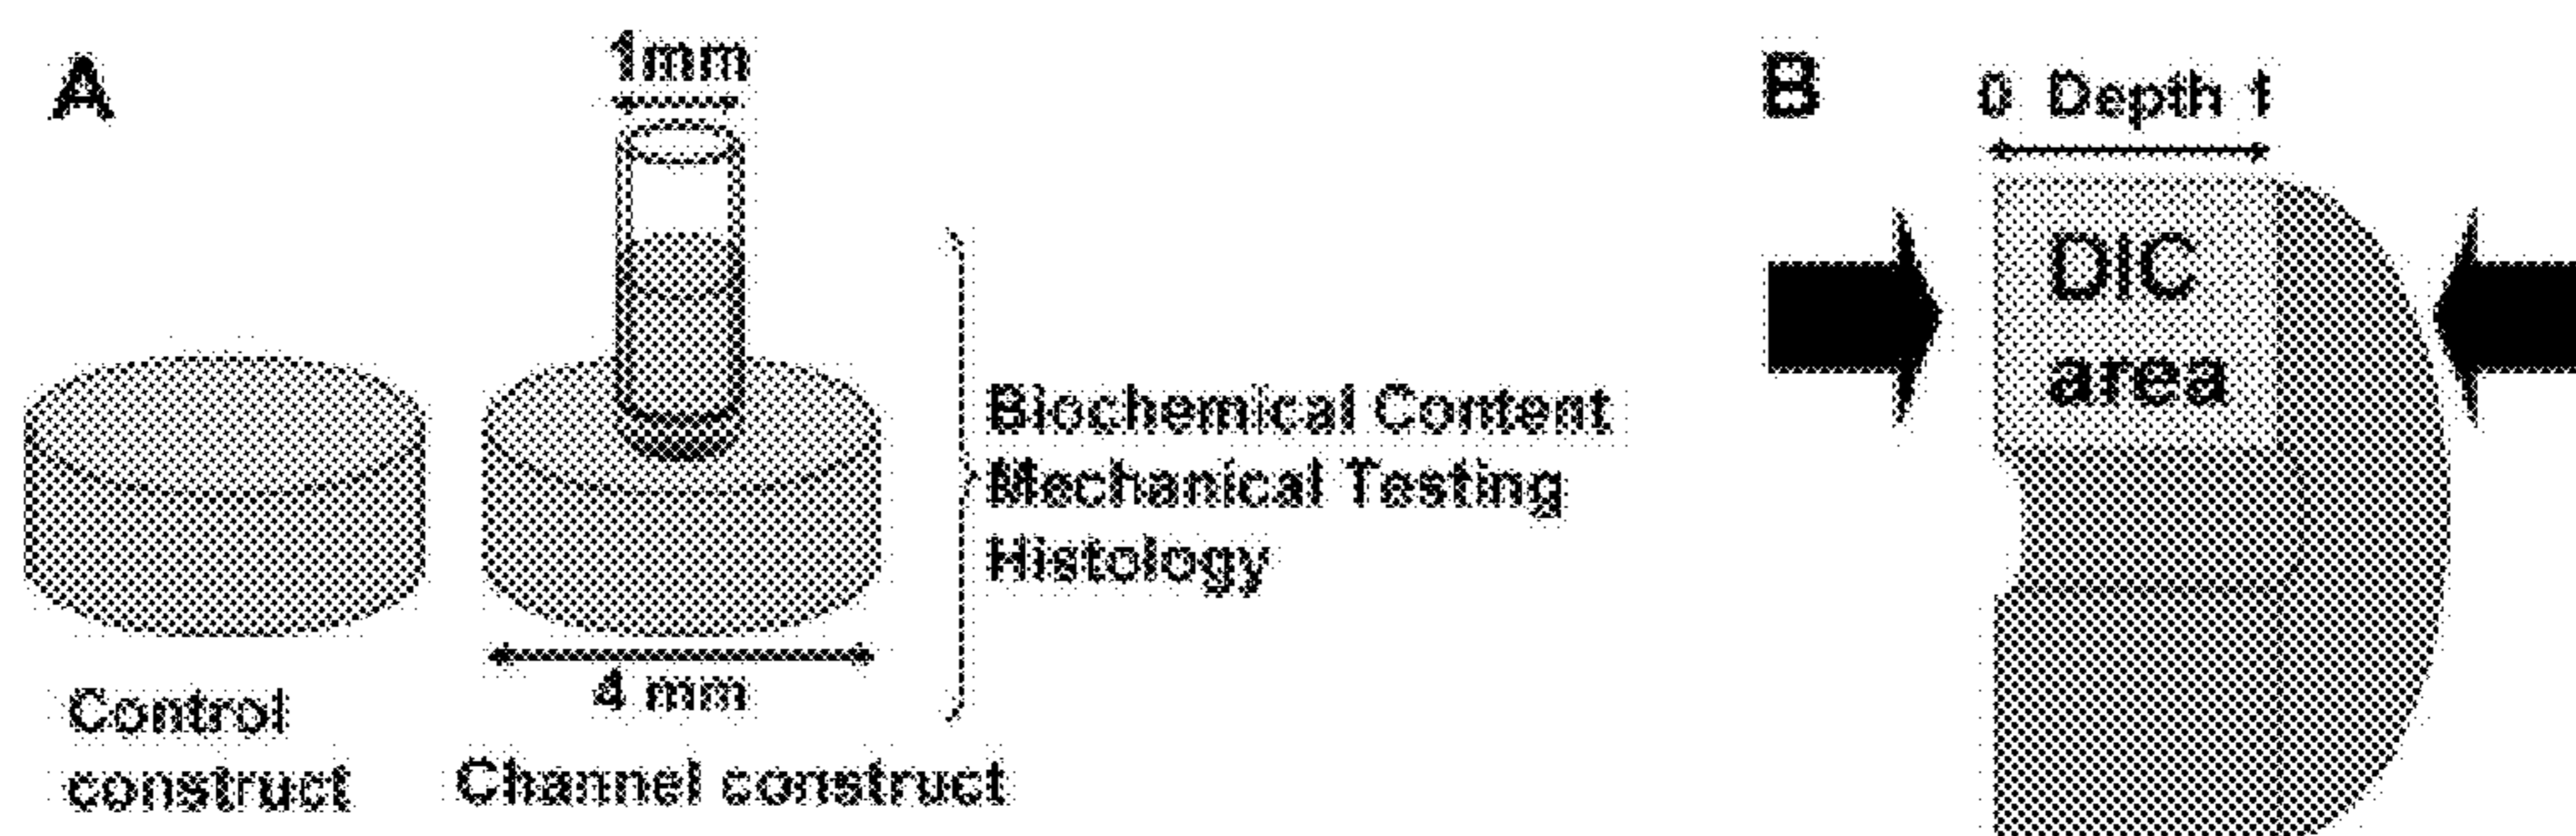 A
1mm
Biochemical Content
Mechanical Testing
Histology
4 mm
Control
construct
Channel construct
B
0 Depth 1
DIC
area